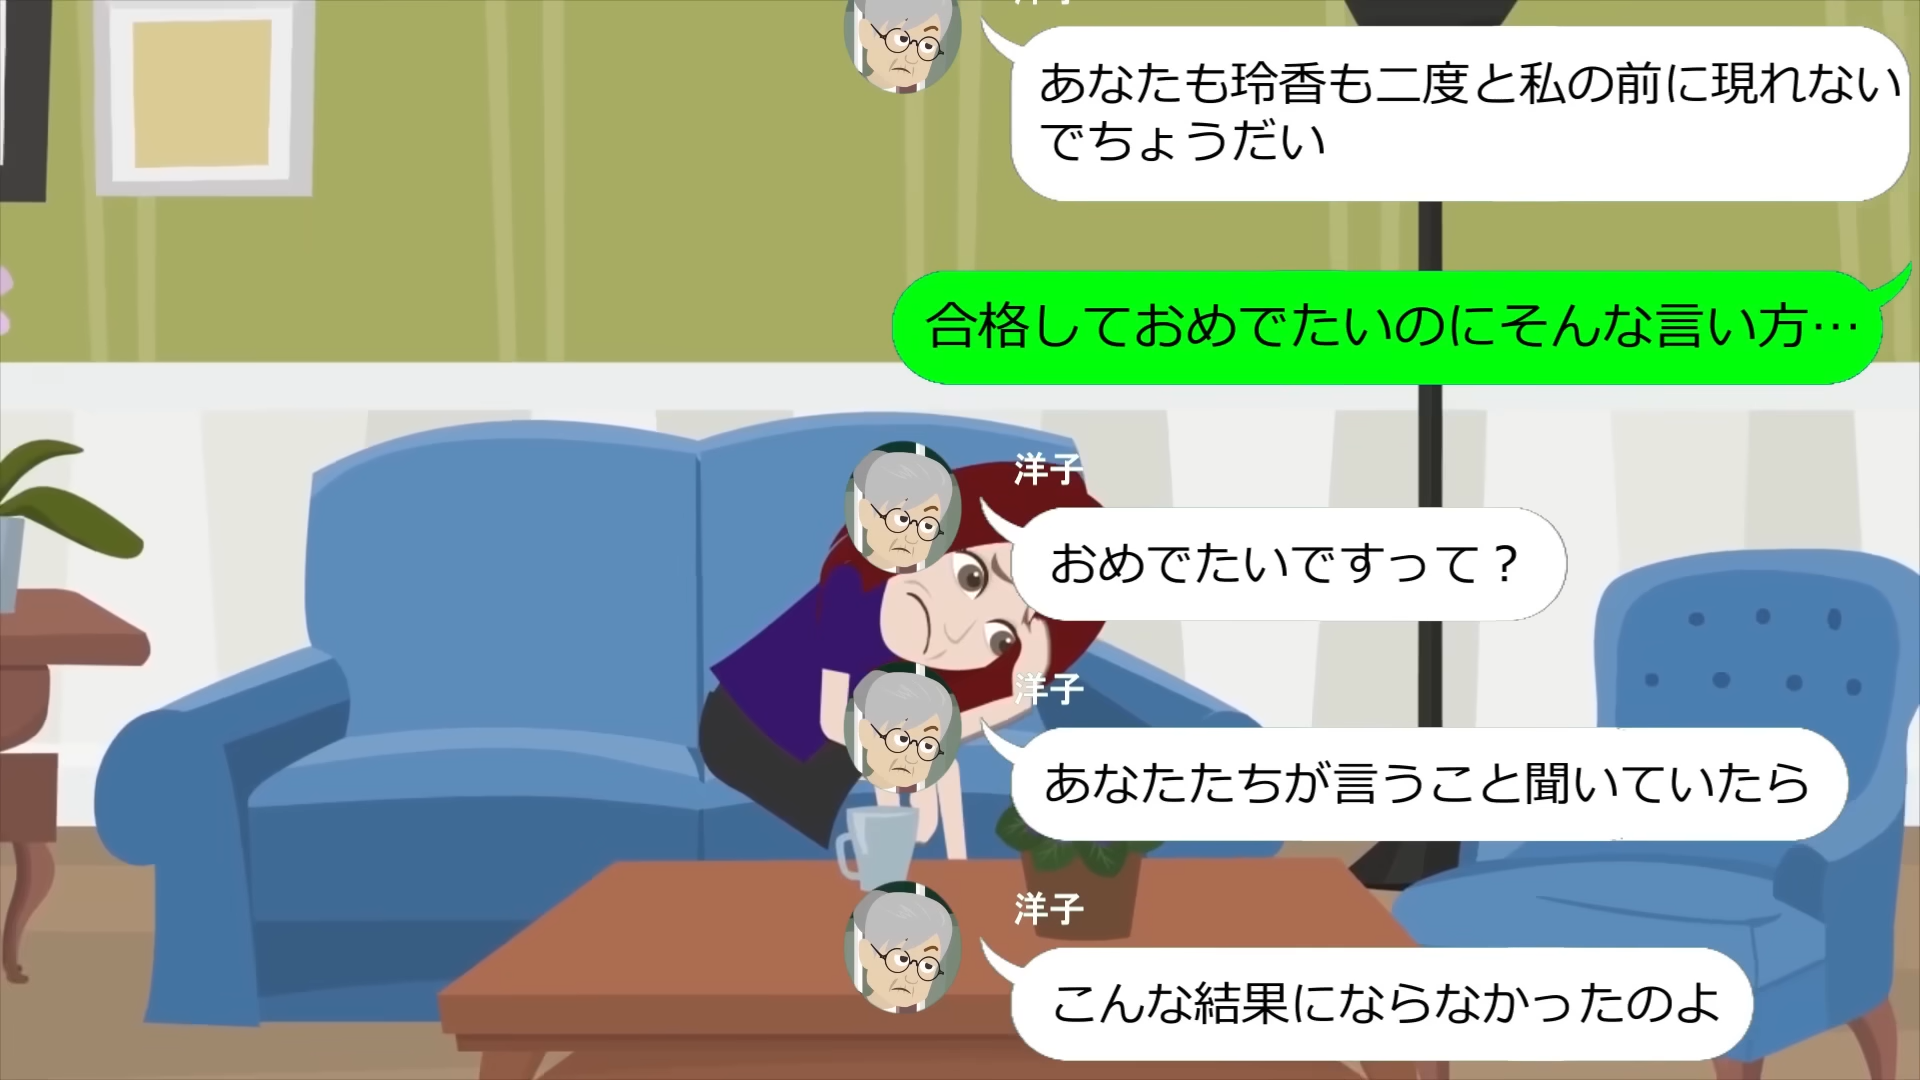 あなたも玲香も二度と私の前に現れない
でちょうだい
合格しておめでたいのにそんな言い方…
洋子
おめでたいですって？
洋子
あなたたちが言うこと聞いていたら
洋子
こんな結果にならなかったのよ